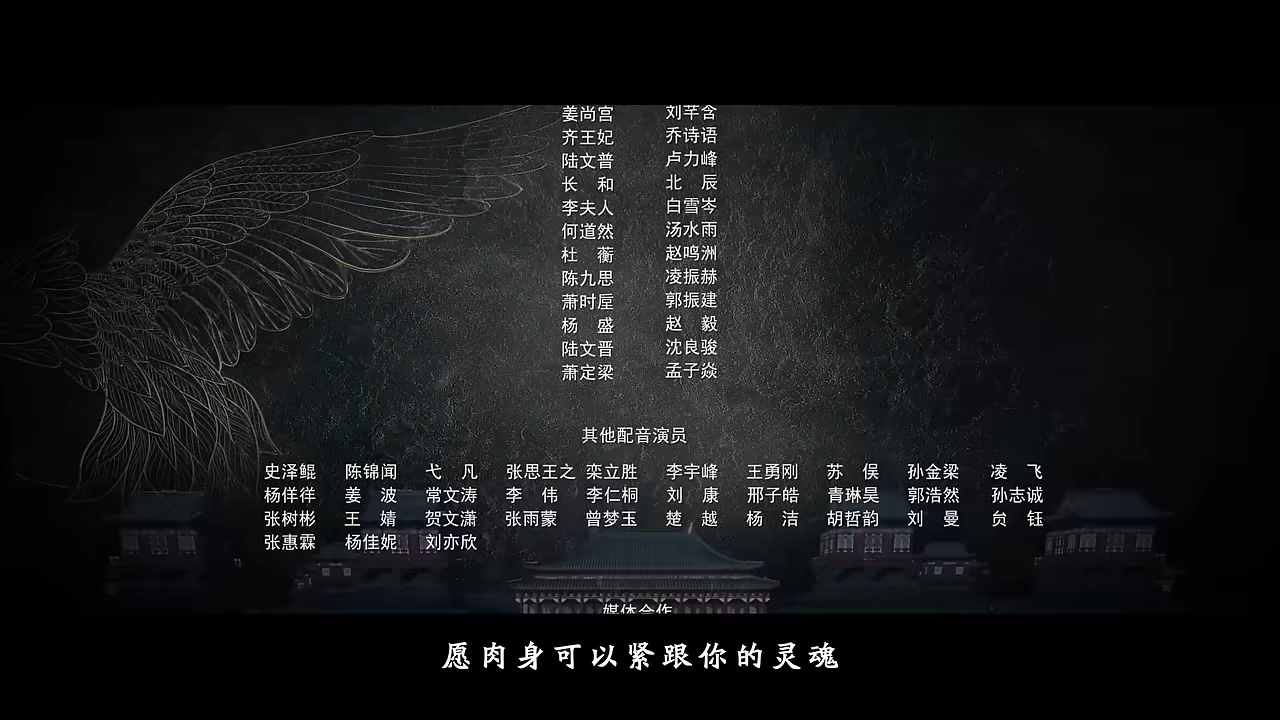 姜尚宫 刘芊含
齐王妃 乔诗语
陆文普 卢力峰
长 和 北 辰
李夫人 白雪岑
何道然 汤水雨
杜 蘅 赵鸣洲
陈九思 凌振赫
萧时厔 郭振建
杨 盛 赵 毅
陆文晋 沈良骏
萧定梁 孟子焱
其他配音演员
史泽鲲 陈锦闻 弋 凡 张思王之 栾立胜 李宇峰 王勇刚 苏 俣 孙金梁 凌 飞
杨佯徉 姜 波 常文涛 李 伟 李仁桐 刘 康 邢子皓 青琳昊 郭浩然 孙志诚
张树彬 王 婧 贺文潇 张雨蒙 曾梦玉 楚 越 杨 洁 胡哲韵 刘 曼 贠 钰
张惠霖 杨佳妮 刘亦欣
媒体合作
愿肉身可以紧跟你的灵魂